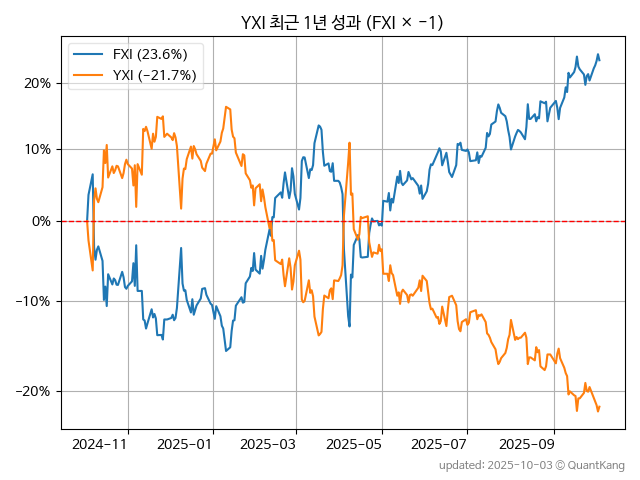 YXI 최근 1년 성과 (FXI × −1)
FXI (23.6%)
YXI (−21.7%)
20%
10%
0%
−10%
−20%
2024-11
2025-01
2025-03
2025-05
2025-07
2025-09
updated: 2025-10-03 © QuantKang